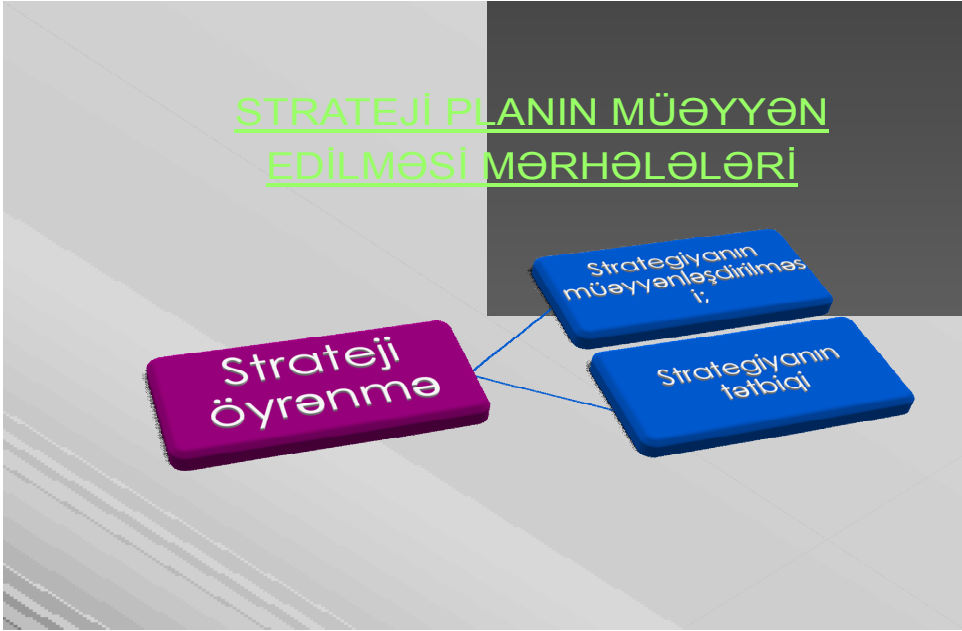 STRATEJİ PLANIN MÜƏYYƏN
EDİLMƏSİ MƏRHƏLƏLƏRİ
Strateji
öyrənmə
Strategiyanın
müəyyənləşdirilməs
i;
Strategiyanın
tətbiqi